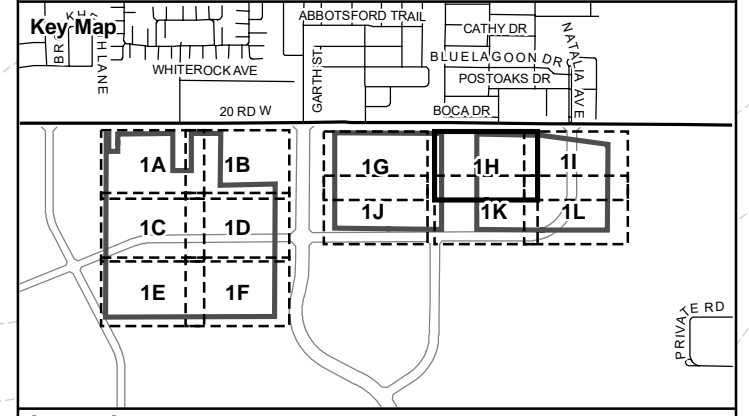 Key Map
ABBOTSFORD TRAIL
CATHY DR
NATALIA AVE
BLUELAGOON DR
WHITEROCK AVE
POSTOAKS DR
GARTH ST
20 RD W
BOCA DR
1A
1B
1G
1H
1I
1C
1D
1J
1K
1L
1E
1F
PRIVATE RD